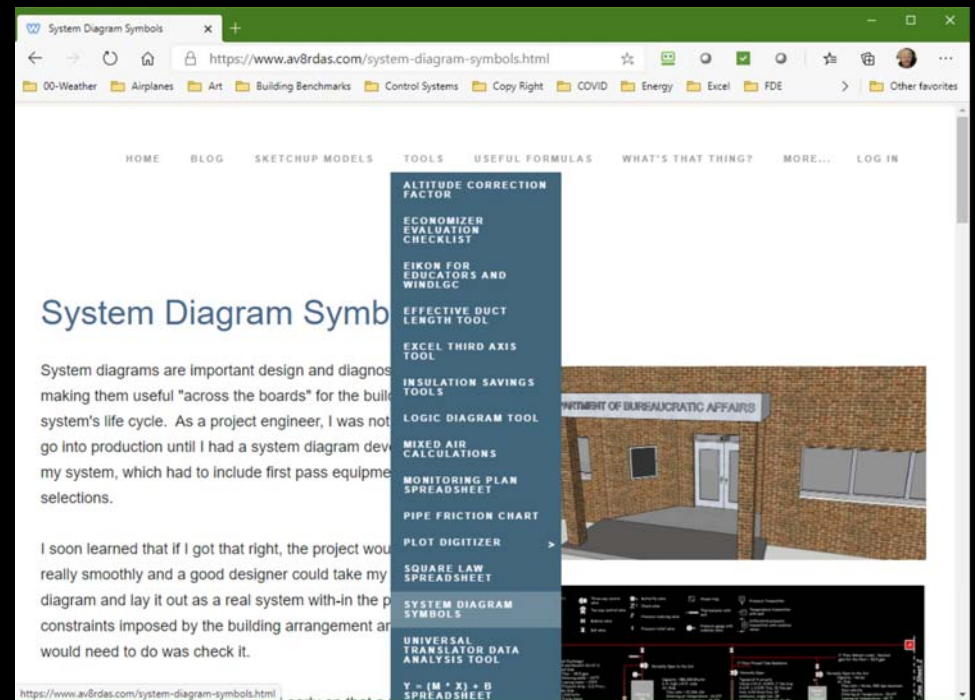 System Diagram Symbols
https://www.av8rdas.com/system-diagram-symbols.html
00-Weather Airplanes Art Building Benchmarks Control Systems Copy Right COVID Energy Excel FDE Other favorites
HOME BLOG SKETCHUP MODELS TOOLS USEFUL FORMULAS WHAT'S THAT THING? MORE... LOG IN
ALTITUDE CORRECTION
FACTOR
ECONOMIZER
EVALUATION
CHECKLIST
EIKON FOR
EDUCATORS AND
WINDLGC
EFFECTIVE DUCT
LENGTH TOOL
EXCEL THIRD AXIS
TOOL
INSULATION SAVINGS
TOOLS
LOGIC DIAGRAM TOOL
MIXED AIR
CALCULATIONS
MONITORING PLAN
SPREADSHEET
PIPE FRICTION CHART
PLOT DIGITIZER >
SQUARE LAW
SPREADSHEET
SYSTEM DIAGRAM
SYMBOLS
UNIVERSAL
TRANSLATOR DATA
ANALYSIS TOOL
Y = (M * X) + B
SPREADSHEET
System Diagram Symb
System diagrams are important design and diagnos
making them useful "across the boards" for the build
system's life cycle. As a project engineer, I was not
go into production until I had a system diagram deve
my system, which had to include first pass equipme
selections.
I soon learned that if I got that right, the project wou
really smoothly and a good designer could take my
diagram and lay it out as a real system with-in the p
constraints imposed by the building arrangement an
would need to do was check it.
OF BUREAUCRATIC AFFAIRS
https://www.av8rdas.com/system-diagram-symbols.html